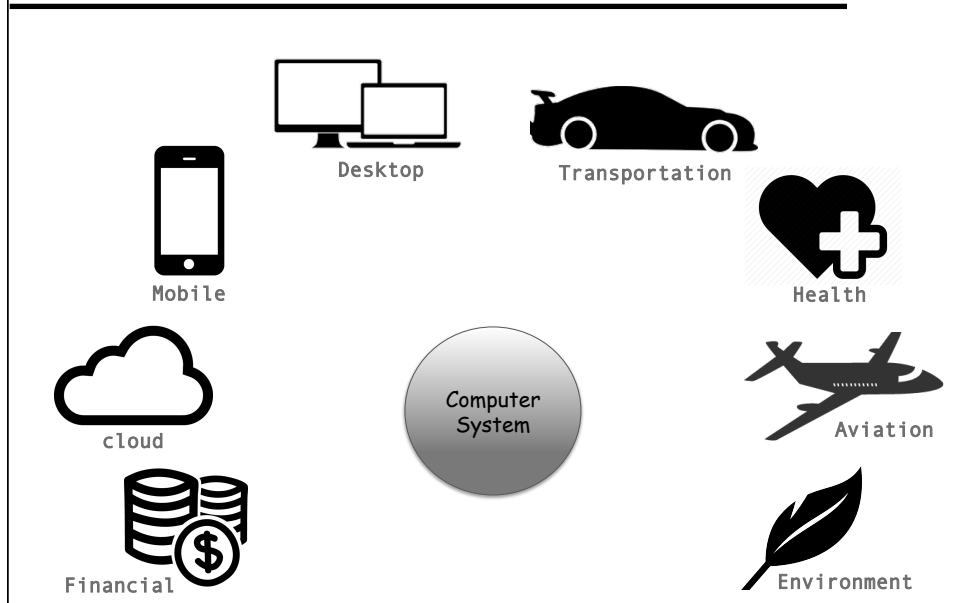 Desktop
Transportation
Mobile
Health
Computer
System
cloud
Aviation
$
Financial
Environment